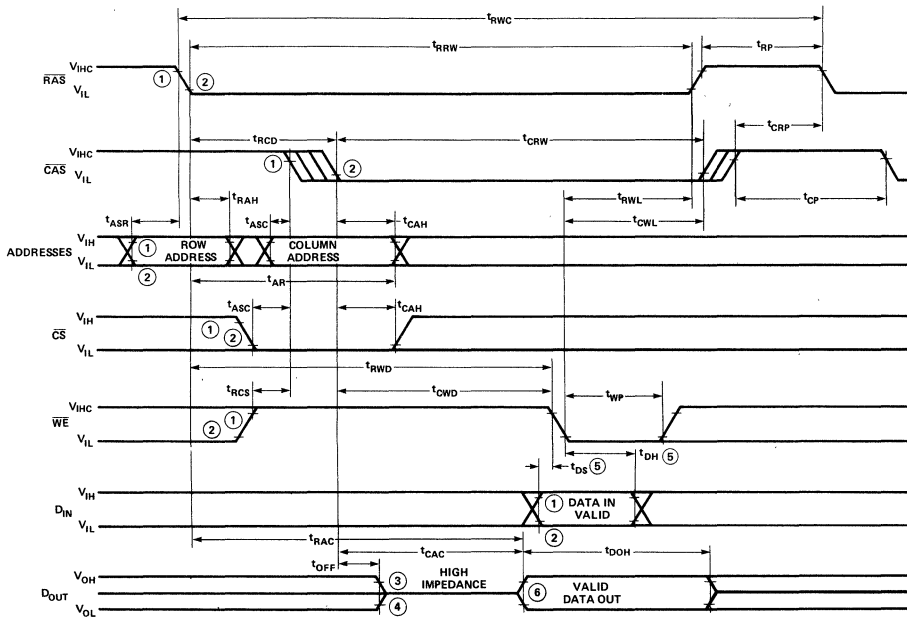 tRWC
tRRW
tRP
RAS
VIHC
VIL
① ②
tRCD
tCRW
tCRP
CAS
VIHC
VIL
① ②
tRAH
tRWL
tCP
tASR
tASC
tCAH
tCWL
ADDRESSES
VIH
VIL
① ROW ADDRESS
②
COLUMN ADDRESS
tAR
tASC
tCAH
CS
VIH
VIL
① ②
tRWD
tRCS
tCWD
tWP
WE
VIHC
VIL
② ①
tDS ⑤
tDH ⑤
DIN
VIH
VIL
① DATA IN VALID
②
tRAC
tCAC
tDOH
tOFF
DOUT
VOH
VOL
③
④
HIGH IMPEDANCE
⑥ VALID DATA OUT